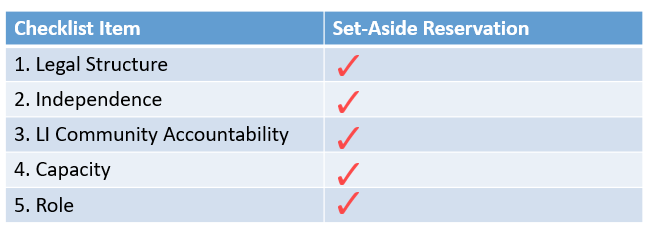 Checklist Item Set-Aside Reservation
1. Legal Structure ✓
2. Independence ✓
3. LI Community Accountability ✓
4. Capacity ✓
5. Role ✓